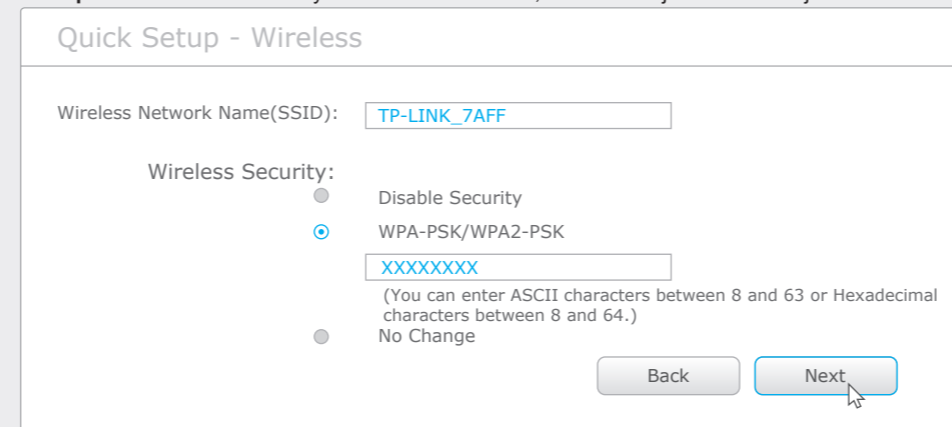 Quick Setup - Wireless
Wireless Network Name(SSID): TP-LINK_7AFF
Wireless Security:
Disable Security
WPA-PSK/WPA2-PSK
XXXXXXXX
(You can enter ASCII characters between 8 and 63 or Hexadecimal
characters between 8 and 64.)
No Change
Back Next